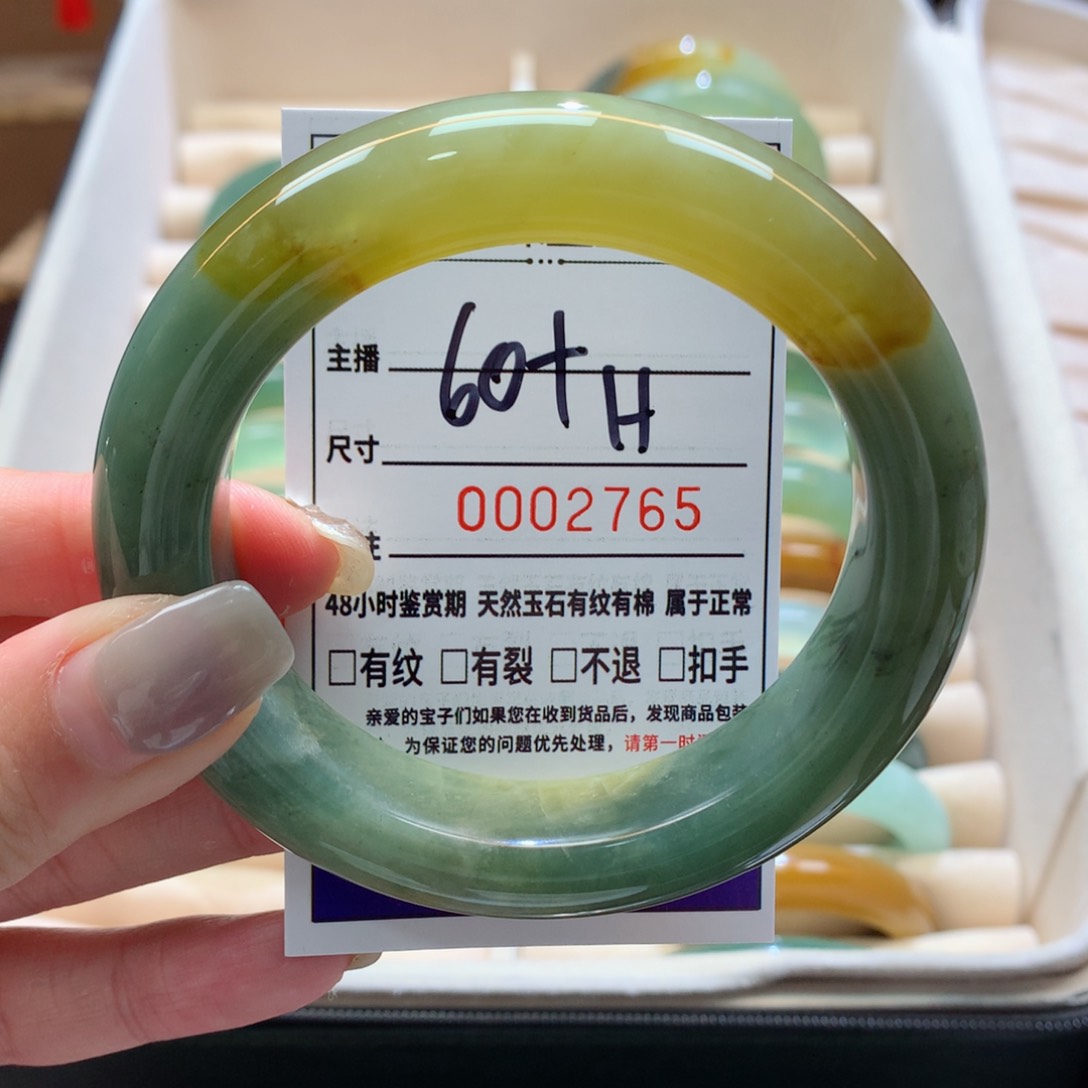 主播 60+ H
尺寸
0002765
注
48小时鉴赏期 天然玉石有纹有棉 属于正常
□有纹 □有裂 □不退 □扣手
亲爱的宝子们如果您在收到货品后，发现商品包装
为保证您的问题优先处理，请第一时